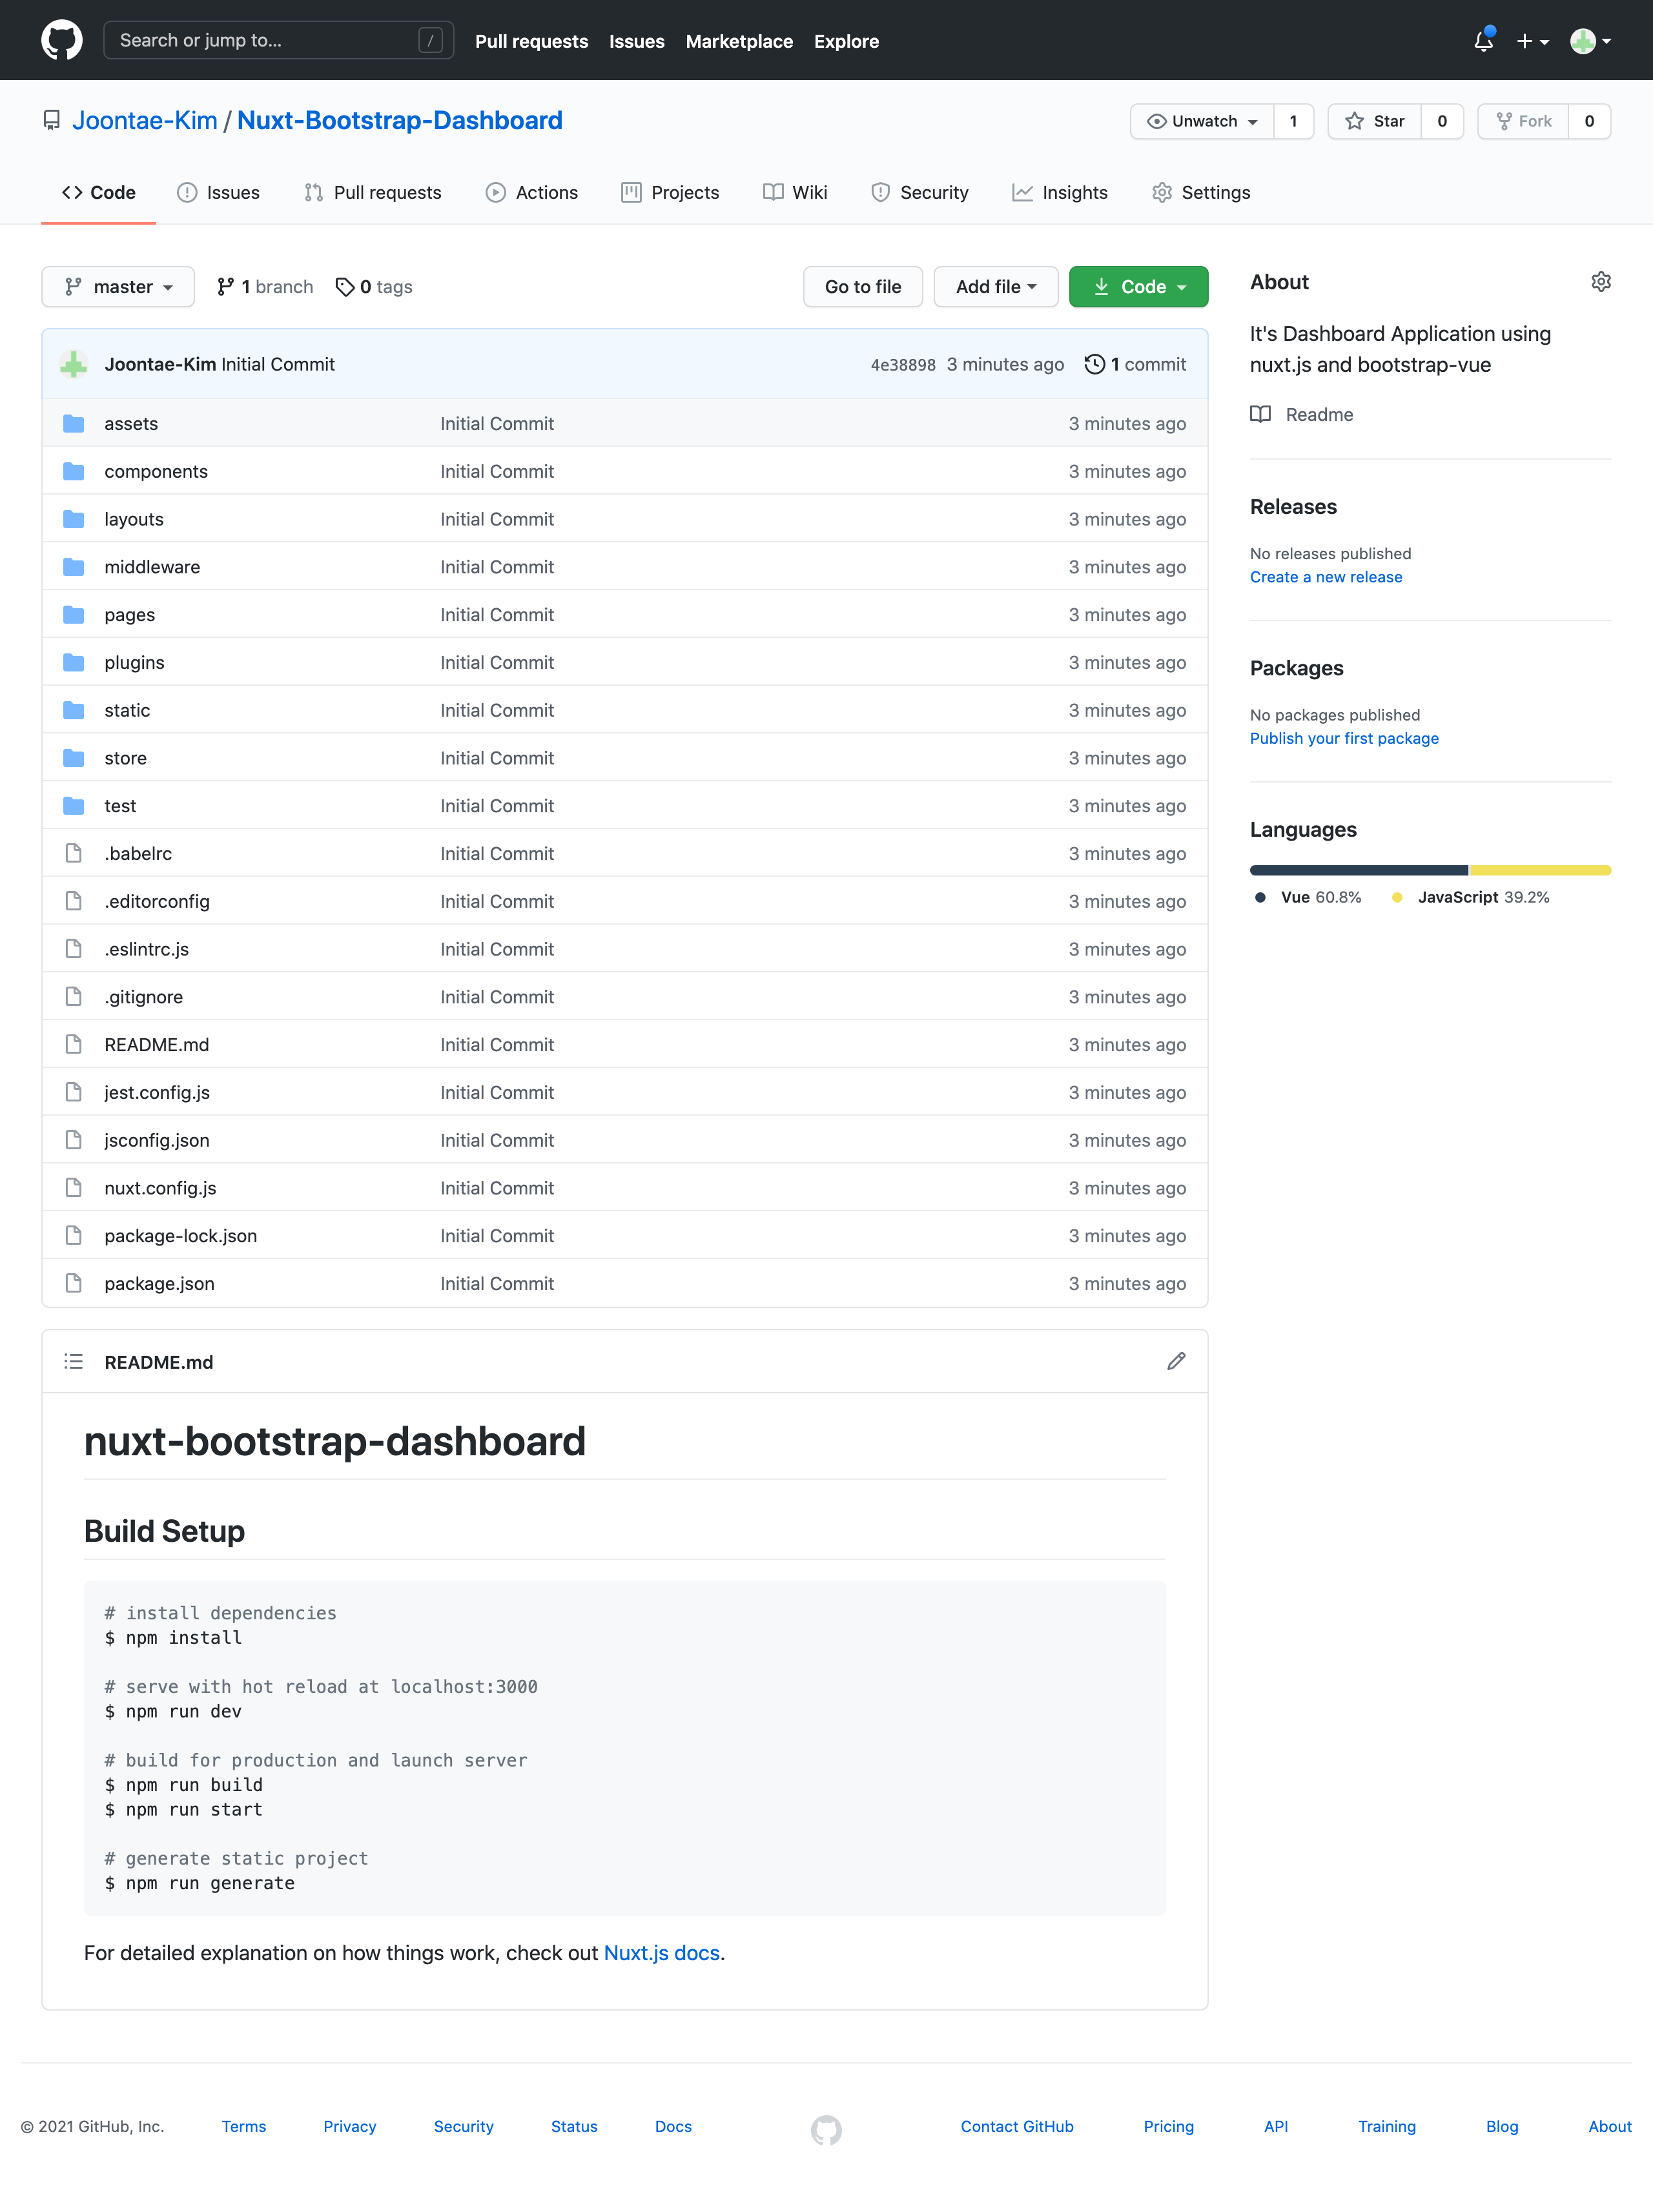 Search or jump to... /
Pull requests Issues Marketplace Explore
Joontae-Kim / Nuxt-Bootstrap-Dashboard
Unwatch 1 Star 0 Fork 0
Code Issues Pull requests Actions Projects Wiki Security Insights Settings
master 1 branch 0 tags Go to file Add file Code
Joontae-Kim Initial Commit 4e38898 3 minutes ago 1 commit
assets Initial Commit 3 minutes ago
components Initial Commit 3 minutes ago
layouts Initial Commit 3 minutes ago
middleware Initial Commit 3 minutes ago
pages Initial Commit 3 minutes ago
plugins Initial Commit 3 minutes ago
static Initial Commit 3 minutes ago
store Initial Commit 3 minutes ago
test Initial Commit 3 minutes ago
.babelrc Initial Commit 3 minutes ago
.editorconfig Initial Commit 3 minutes ago
.eslintrc.js Initial Commit 3 minutes ago
.gitignore Initial Commit 3 minutes ago
README.md Initial Commit 3 minutes ago
jest.config.js Initial Commit 3 minutes ago
jsconfig.json Initial Commit 3 minutes ago
nuxt.config.js Initial Commit 3 minutes ago
package-lock.json Initial Commit 3 minutes ago
package.json Initial Commit 3 minutes ago
About
It's Dashboard Application using
nuxt.js and bootstrap-vue
Readme
Releases
No releases published
Create a new release
Packages
No packages published
Publish your first package
Languages
Vue 60.8% JavaScript 39.2%
README.md
nuxt-bootstrap-dashboard
Build Setup
# install dependencies
$ npm install
# serve with hot reload at localhost:3000
$ npm run dev
# build for production and launch server
$ npm run build
$ npm run start
# generate static project
$ npm run generate
For detailed explanation on how things work, check out Nuxt.js docs.
© 2021 GitHub, Inc. Terms Privacy Security Status Docs Contact GitHub Pricing API Training Blog About